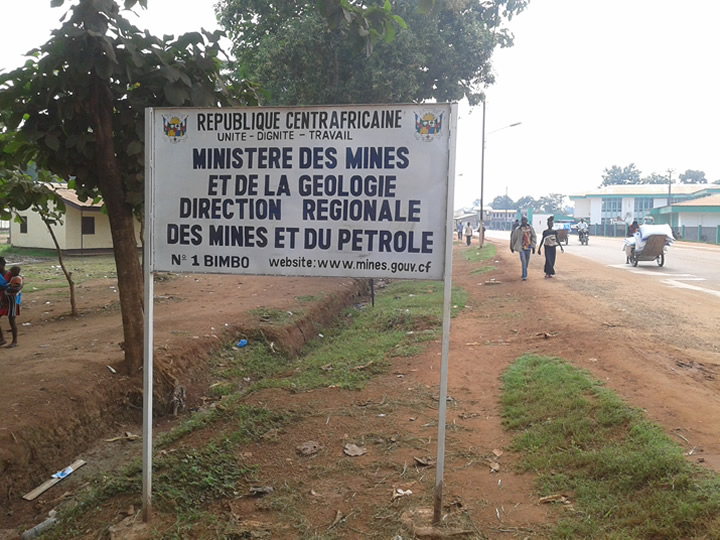 REPUBLIQUE CENTRAFRICAINE
UNITE - DIGNITE - TRAVAIL
MINISTERE DES MINES
ET DE LA GEOLOGIE
DIRECTION REGIONALE
DES MINES ET DU PETROLE
Nº 1 BIMBO website: www.mines.gouv.cf